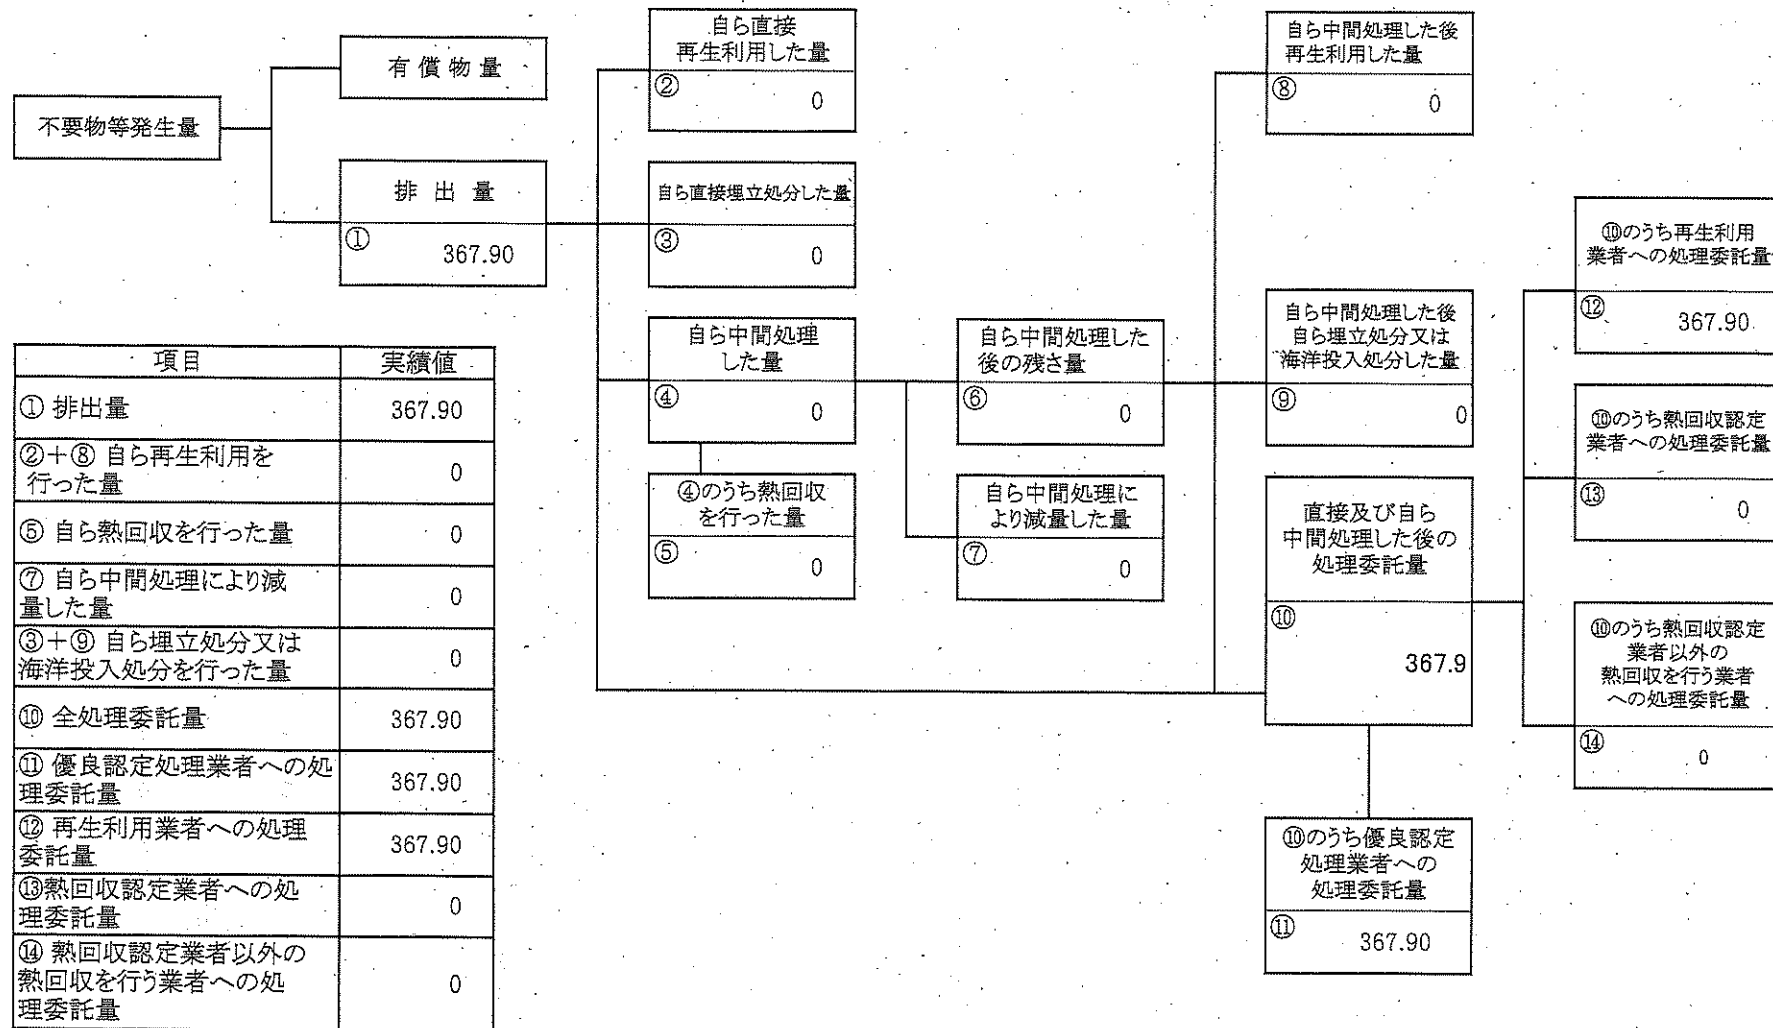 不要物等発生量
有償物量
排出量
①
367.90
自ら直接
再生利用した量
②
0
自ら直接埋立処分した量
③
0
自ら中間処理
した量
④
0
④のうち熱回収
を行った量
⑤
0
自ら中間処理した
後の残さ量
⑥
0
自ら中間処理に
より減量した量
⑦
0
自ら中間処理した後
再生利用した量
⑧
0
自ら中間処理した後
自ら埋立処分又は
海洋投入処分した量
⑨
0
直接及び自ら
中間処理した後の
処理委託量
⑩
367.9
⑩のうち優良認定
処理業者への
処理委託量
⑪
367.90
⑩のうち再生利用
業者への処理委託量
⑫
367.90
⑩のうち熱回収認定
業者への処理委託量
⑬
0
⑩のうち熱回収認定
業者以外の
熱回収を行う業者
への処理委託量
⑭
0
項目 実績値
① 排出量 367.90
②+⑧ 自ら再生利用を
行った量 0
⑤ 自ら熱回収を行った量 0
⑦ 自ら中間処理により減
量した量 0
③+⑨ 自ら埋立処分又は
海洋投入処分を行った量 0
⑩ 全処理委託量 367.90
⑪ 優良認定処理業者への処
理委託量 367.90
⑫ 再生利用業者への処理
委託量 367.90
⑬熱回収認定業者への処
理委託量 0
⑭ 熱回収認定業者以外の
熱回収を行う業者への処
理委託量 0